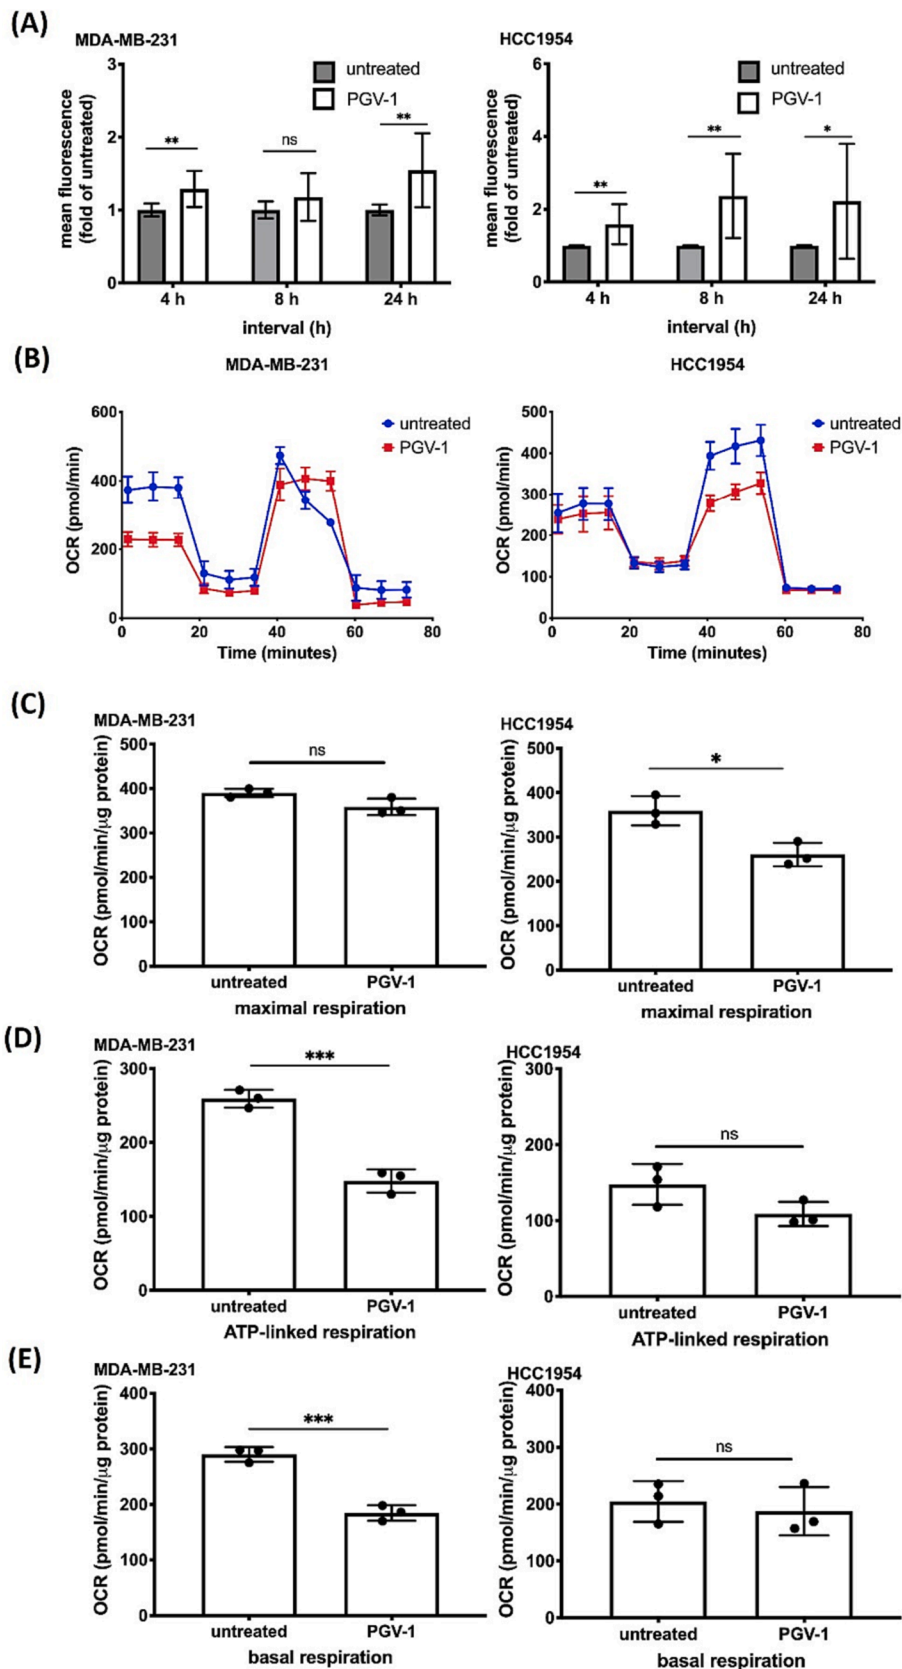 (A)
MDA-MB-231
HCC1954
3
2
1
0
mean fluorescence
(fold of untreated)
untreated
PGV-1
**
ns
**
4 h
8 h
24 h
interval (h)
6
4
2
0
mean fluorescence
(fold of untreated)
untreated
PGV-1
**
**
*
4 h
8 h
24 h
interval (h)
(B)
MDA-MB-231
HCC1954
600
400
200
0
OCR (pmol/min)
untreated
PGV-1
0
20
40
60
80
Time (minutes)
500
400
300
200
100
0
OCR (pmol/min)
untreated
PGV-1
0
20
40
60
80
Time (minutes)
(C)
MDA-MB-231
HCC1954
500
400
300
200
100
0
OCR (pmol/min/µg protein)
ns
untreated
PGV-1
maximal respiration
500
400
300
200
100
0
OCR (pmol/min/µg protein)
*
untreated
PGV-1
maximal respiration
(D)
MDA-MB-231
HCC1954
300
200
100
0
OCR (pmol/min/µg protein)
***
untreated
PGV-1
ATP-linked respiration
300
200
100
0
OCR (pmol/min/µg protein)
ns
untreated
PGV-1
ATP-linked respiration
(E)
MDA-MB-231
HCC1954
400
300
200
100
0
OCR (pmol/min/µg protein)
***
untreated
PGV-1
basal respiration
400
300
200
100
0
OCR (pmol/min/µg protein)
ns
untreated
PGV-1
basal respiration